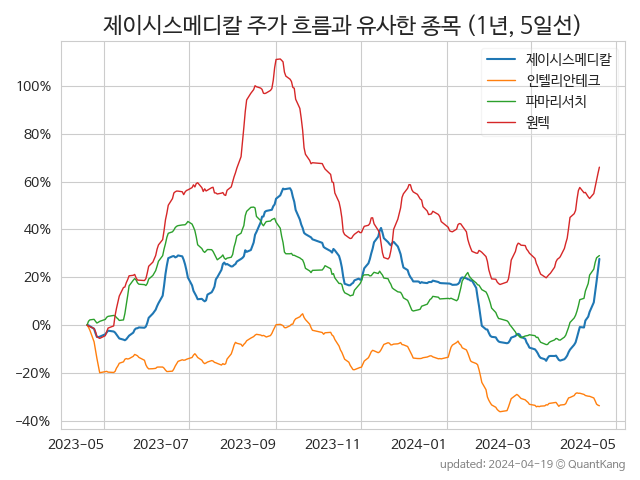 제이시스메디칼 주가 흐름과 유사한 종목 (1년, 5일선)
제이시스메디칼
인텔리안테크
파마리서치
원텍
100%
80%
60%
40%
20%
0%
−20%
−40%
2023-05 2023-07 2023-09 2023-11 2024-01 2024-03 2024-05
updated: 2024-04-19 © QuantKang